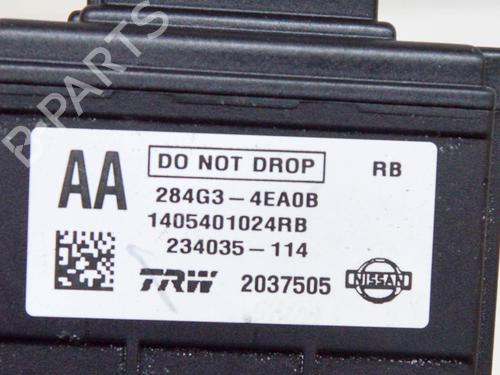 B-PARTS
AA
DO NOT DROP
RB
284G3-4EA0B
1405401024RB
234035-114
TRW 2037505 NISSAN